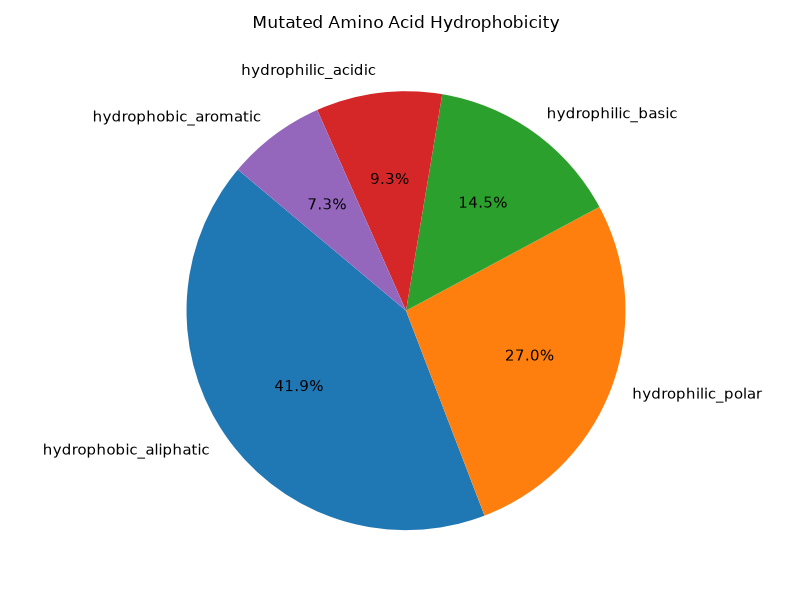 Mutated Amino Acid Hydrophobicity
hydrophilic_acidic
hydrophobic_aromatic
hydrophilic_basic
9.3%
7.3%
14.5%
27.0%
41.9%
hydrophilic_polar
hydrophobic_aliphatic